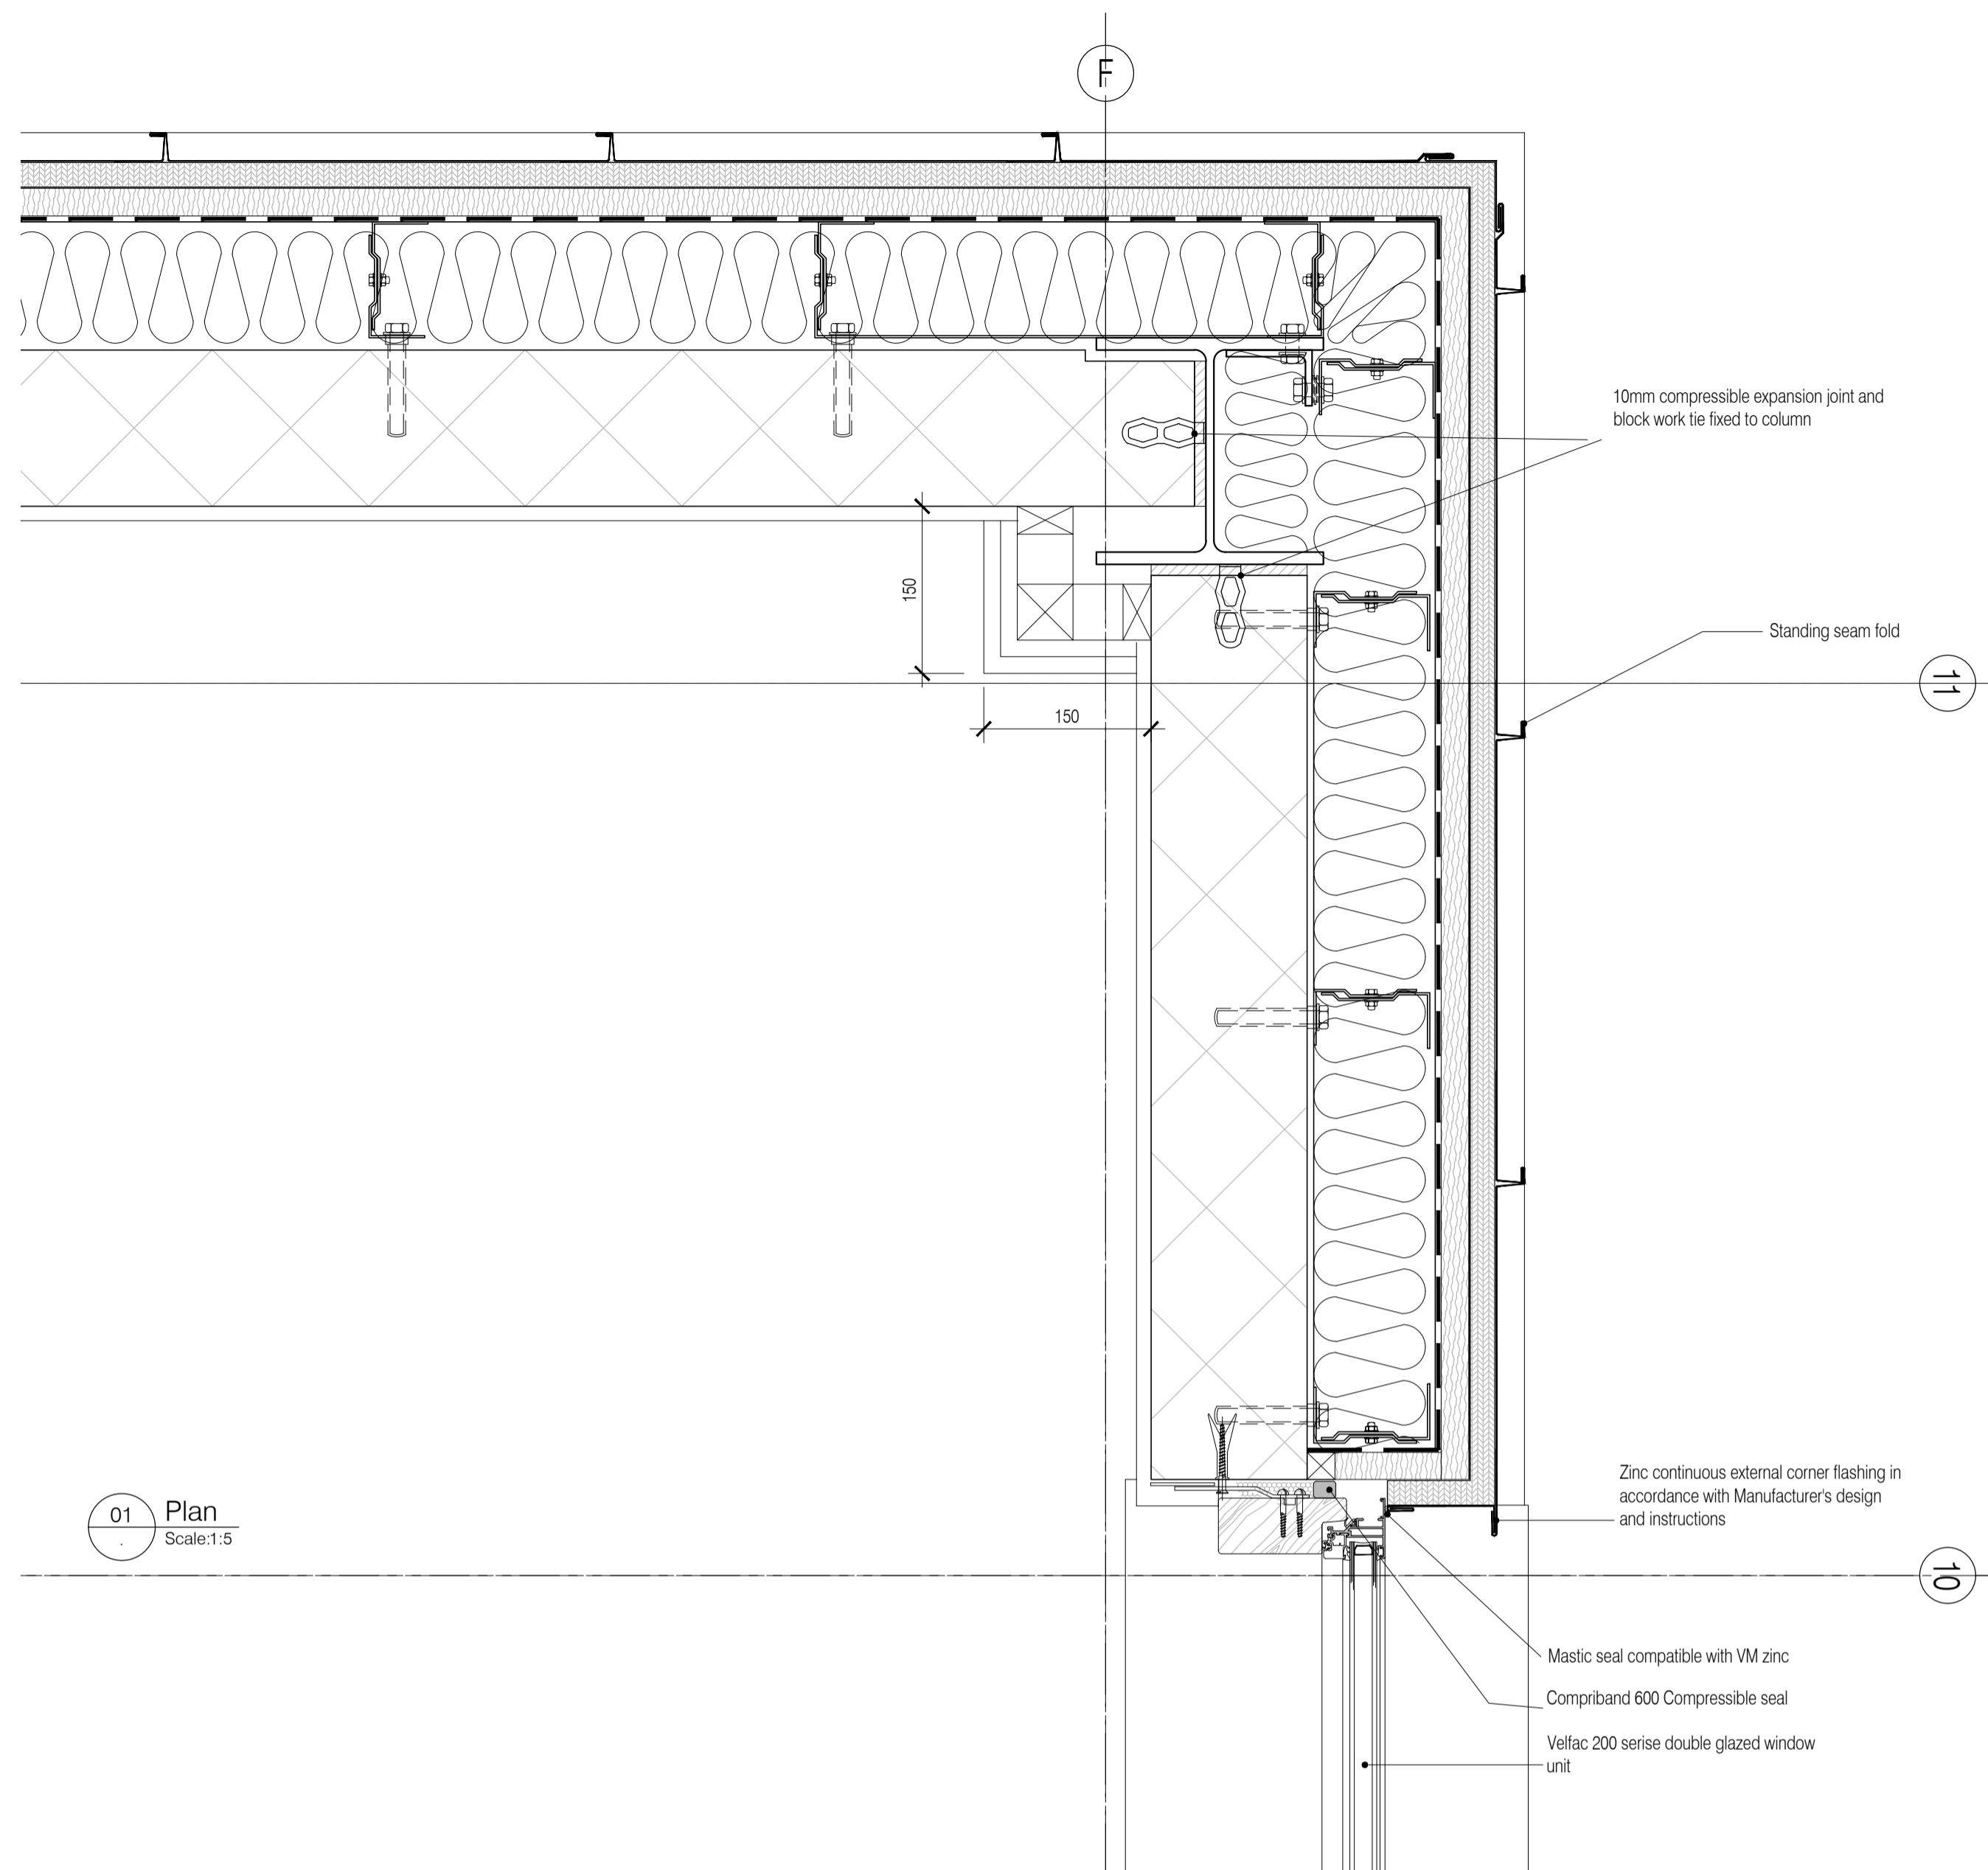 F
10mm compressible expansion joint and
block work tie fixed to column
150
Standing seam fold
11
150
Zinc continuous external corner flashing in
accordance with Manufacturer's design
and instructions
01 Plan
Scale:1:5
10
Mastic seal compatible with VM zinc
Compriband 600 Compressible seal
Velfac 200 serise double glazed window
unit